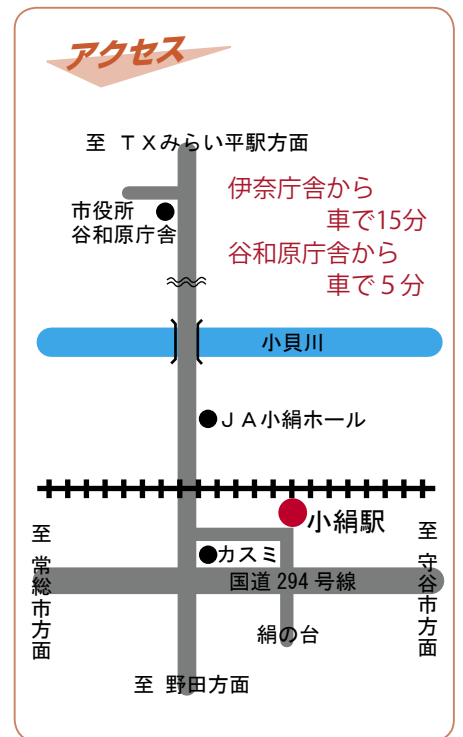 アクセス
至 ＴＸみらい平駅方面
伊奈庁舎から
車で15分
谷和原庁舎から
車で５分
市役所
谷和原庁舎
小貝川
ＪＡ小絹ホール
小絹駅
カスミ
国道 294 号線
至 常総市方面
至 守谷市方面
絹の台
至 野田方面